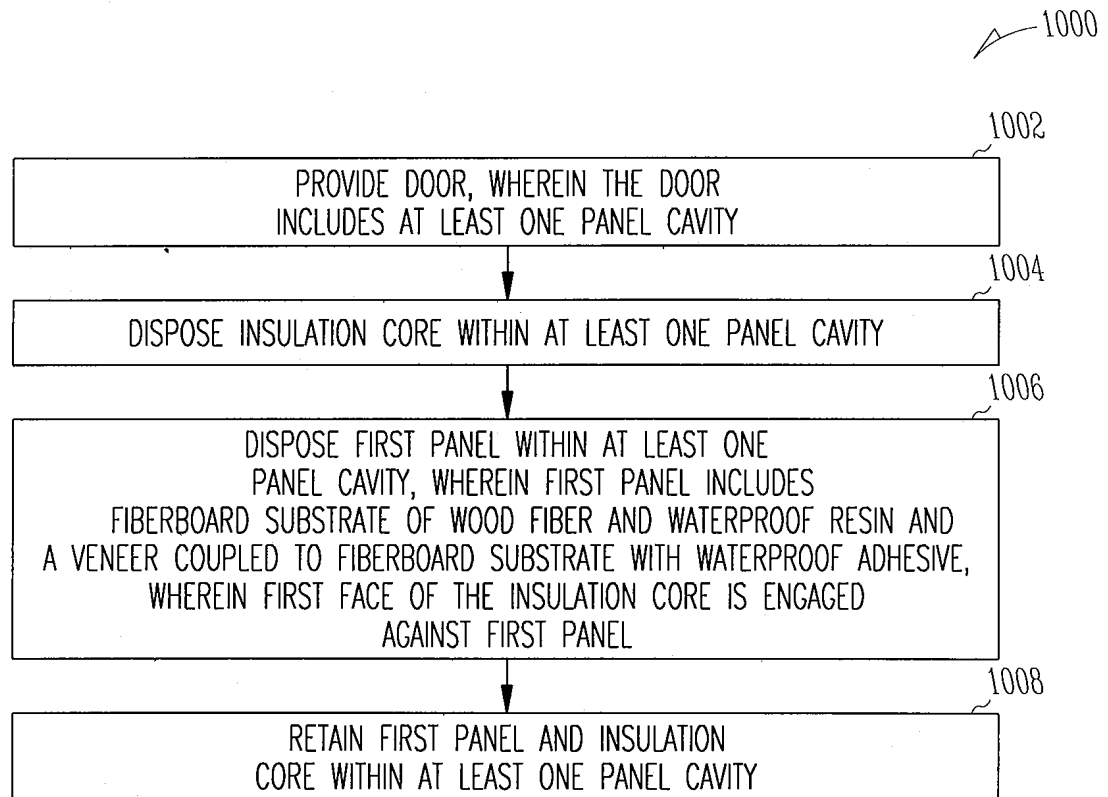 1000
1002
PROVIDE DOOR, WHEREIN THE DOOR
INCLUDES AT LEAST ONE PANEL CAVITY
1004
DISPOSE INSULATION CORE WITHIN AT LEAST ONE PANEL CAVITY
1006
DISPOSE FIRST PANEL WITHIN AT LEAST ONE
PANEL CAVITY, WHEREIN FIRST PANEL INCLUDES
FIBERBOARD SUBSTRATE OF WOOD FIBER AND WATERPROOF RESIN AND
A VENEER COUPLED TO FIBERBOARD SUBSTRATE WITH WATERPROOF ADHESIVE,
WHEREIN FIRST FACE OF THE INSULATION CORE IS ENGAGED
AGAINST FIRST PANEL
1008
RETAIN FIRST PANEL AND INSULATION
CORE WITHIN AT LEAST ONE PANEL CAVITY